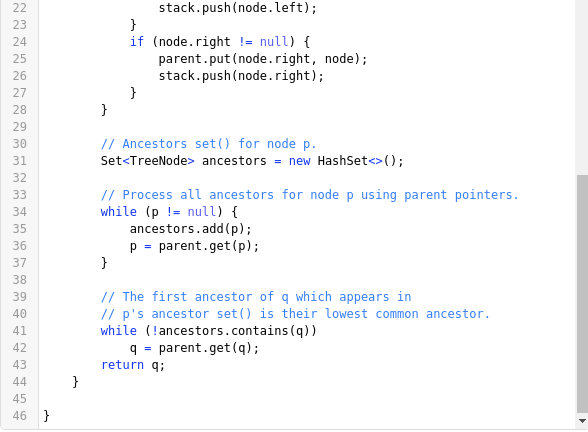 22                 stack.push(node.left);
23             }
24             if (node.right != null) {
25                 parent.put(node.right, node);
26                 stack.push(node.right);
27             }
28         }
29
30         // Ancestors set() for node p.
31         Set<TreeNode> ancestors = new HashSet<>();
32
33         // Process all ancestors for node p using parent pointers.
34         while (p != null) {
35             ancestors.add(p);
36             p = parent.get(p);
37         }
38
39         // The first ancestor of q which appears in
40         // p's ancestor set() is their lowest common ancestor.
41         while (!ancestors.contains(q))
42             q = parent.get(q);
43         return q;
44     }
45
46 }